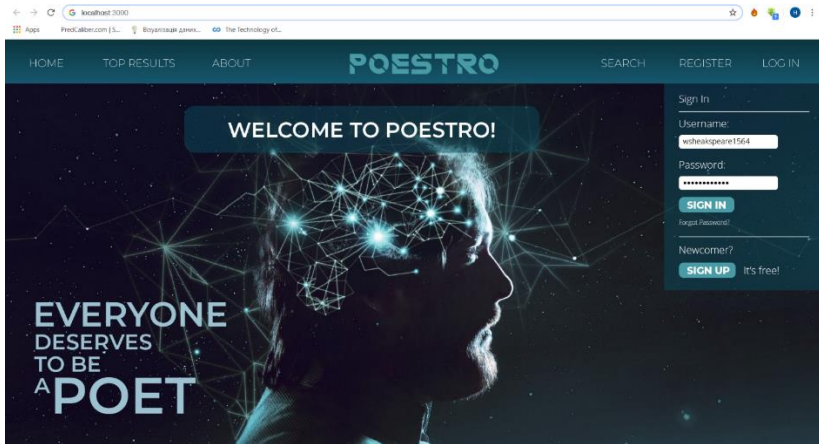 localhost:3000
Apps PredCaliber.com | S... Візуалізація даних... The Technology of...
HOME TOP RESULTS ABOUT POESTRO SEARCH REGISTER LOG IN
WELCOME TO POESTRO!
Sign In
Username:
wsheakspeare1564
Password:
••••••••••••
SIGN IN
Forgot Password?
Newcomer?
SIGN UP It's free!
EVERYONE
DESERVES
TO BE
A POET